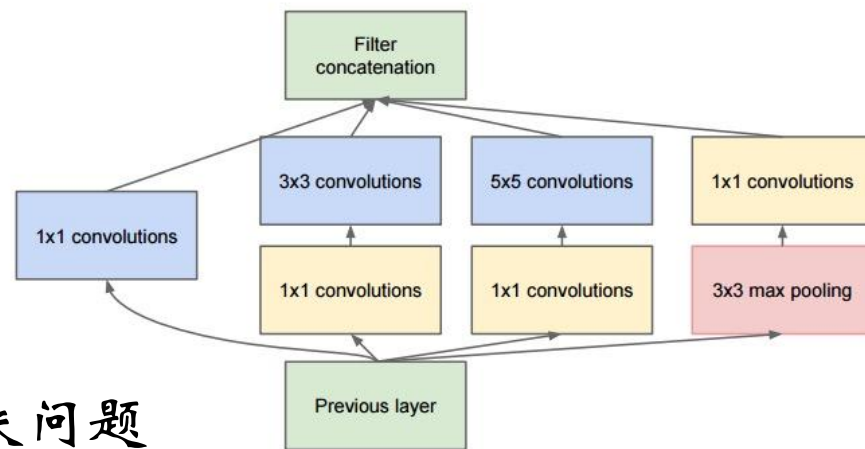 Filter
concatenation
3x3 convolutions
5x5 convolutions
1x1 convolutions
1x1 convolutions
1x1 convolutions
1x1 convolutions
3x3 max pooling
Previous layer
问题